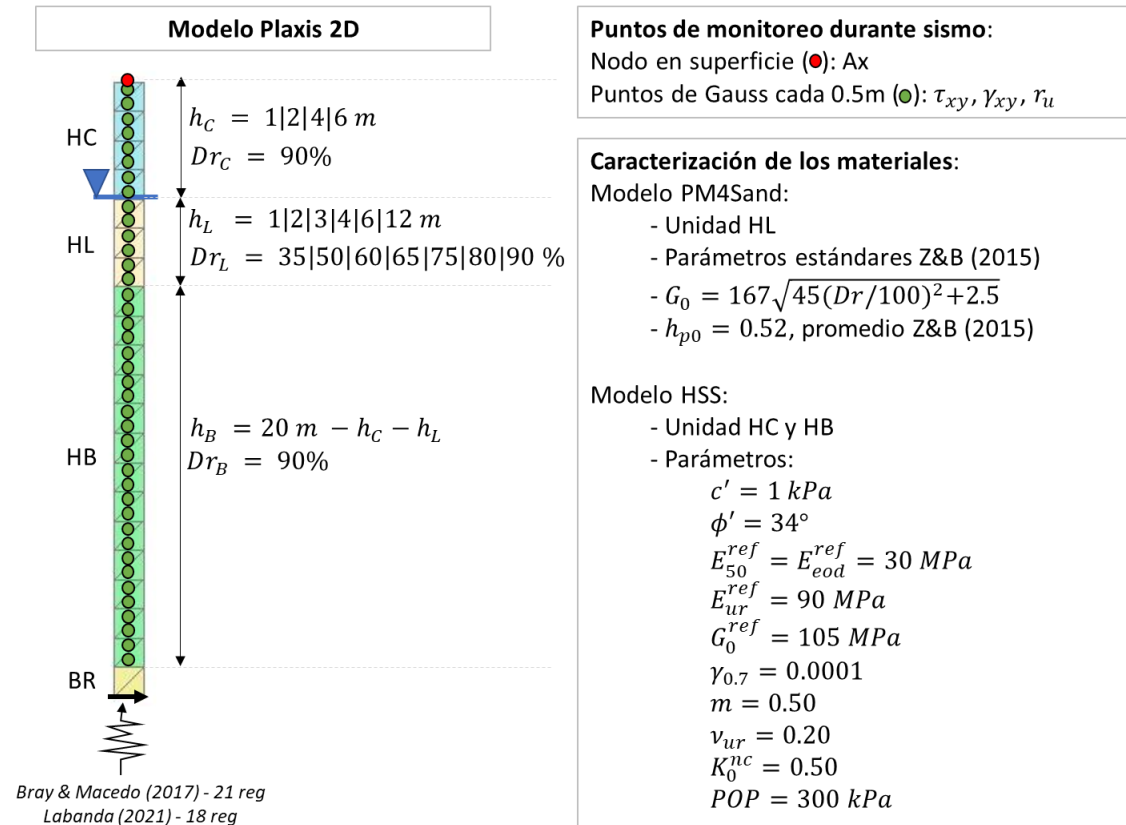 Modelo Plaxis 2D
HC
h_C = 1|2|4|6 m
Dr_C = 90%
HL
h_L = 1|2|3|4|6|12 m
Dr_L = 35|50|60|65|75|80|90 %
HB
h_B = 20 m − h_C − h_L
Dr_B = 90%
BR
Bray & Macedo (2017) - 21 reg
Labanda (2021) - 18 reg
Puntos de monitoreo durante sismo:
Nodo en superficie (●): Ax
Puntos de Gauss cada 0.5m (●): τ_xy, γ_xy, r_u
Caracterización de los materiales:
Modelo PM4Sand:
- Unidad HL
- Parámetros estándares Z&B (2015)
- G_0 = 167√(45(Dr/100)²+2.5)
- h_p0 = 0.52, promedio Z&B (2015)
Modelo HSS:
- Unidad HC y HB
- Parámetros:
c′ = 1 kPa
ϕ′ = 34°
E_50^ref = E_eod^ref = 30 MPa
E_ur^ref = 90 MPa
G_0^ref = 105 MPa
γ_0.7 = 0.0001
m = 0.50
ν_ur = 0.20
K_0^nc = 0.50
POP = 300 kPa